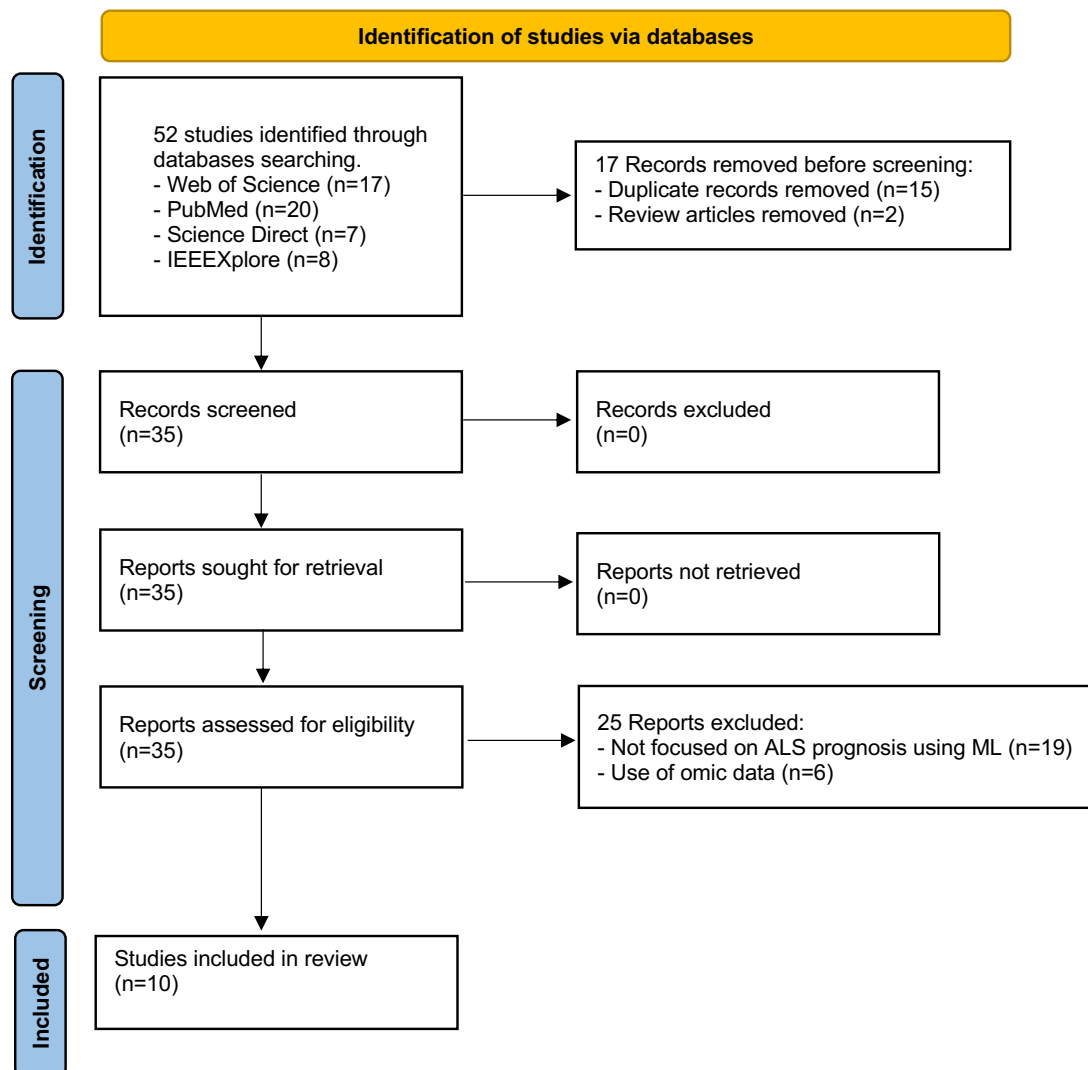 Identification of studies via databases
Identification
52 studies identified through
databases searching.
- Web of Science (n=17)
- PubMed (n=20)
- Science Direct (n=7)
- IEEEXplore (n=8)
17 Records removed before screening:
- Duplicate records removed (n=15)
- Review articles removed (n=2)
Screening
Records screened
(n=35)
Records excluded
(n=0)
Reports sought for retrieval
(n=35)
Reports not retrieved
(n=0)
Reports assessed for eligibility
(n=35)
25 Reports excluded:
- Not focused on ALS prognosis using ML (n=19)
- Use of omic data (n=6)
Included
Studies included in review
(n=10)